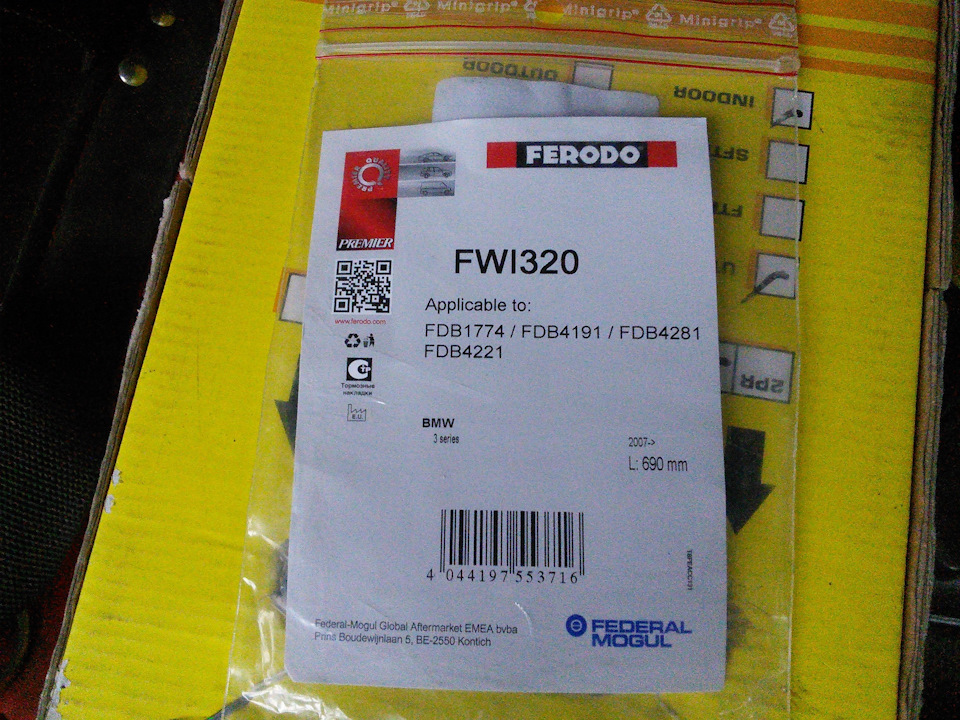 Minigrip® Minigrip® Minigrip® Minigrip®
OUTDOOR
INDOOR
2PR
FERODO
PREMIER QUALITY
PREMIER
FWI320
www.ferodo.com
Applicable to:
FDB1774 / FDB4191 / FDB4281
FDB4221
Тормозные
накладки
E.U.
BMW
3 series
2007->
L: 690 mm
4 044197 553716
Federal-Mogul Global Aftermarket EMEA bvba
Prins Boudewijnlaan 5, BE-2550 Kontich
FEDERAL
MOGUL